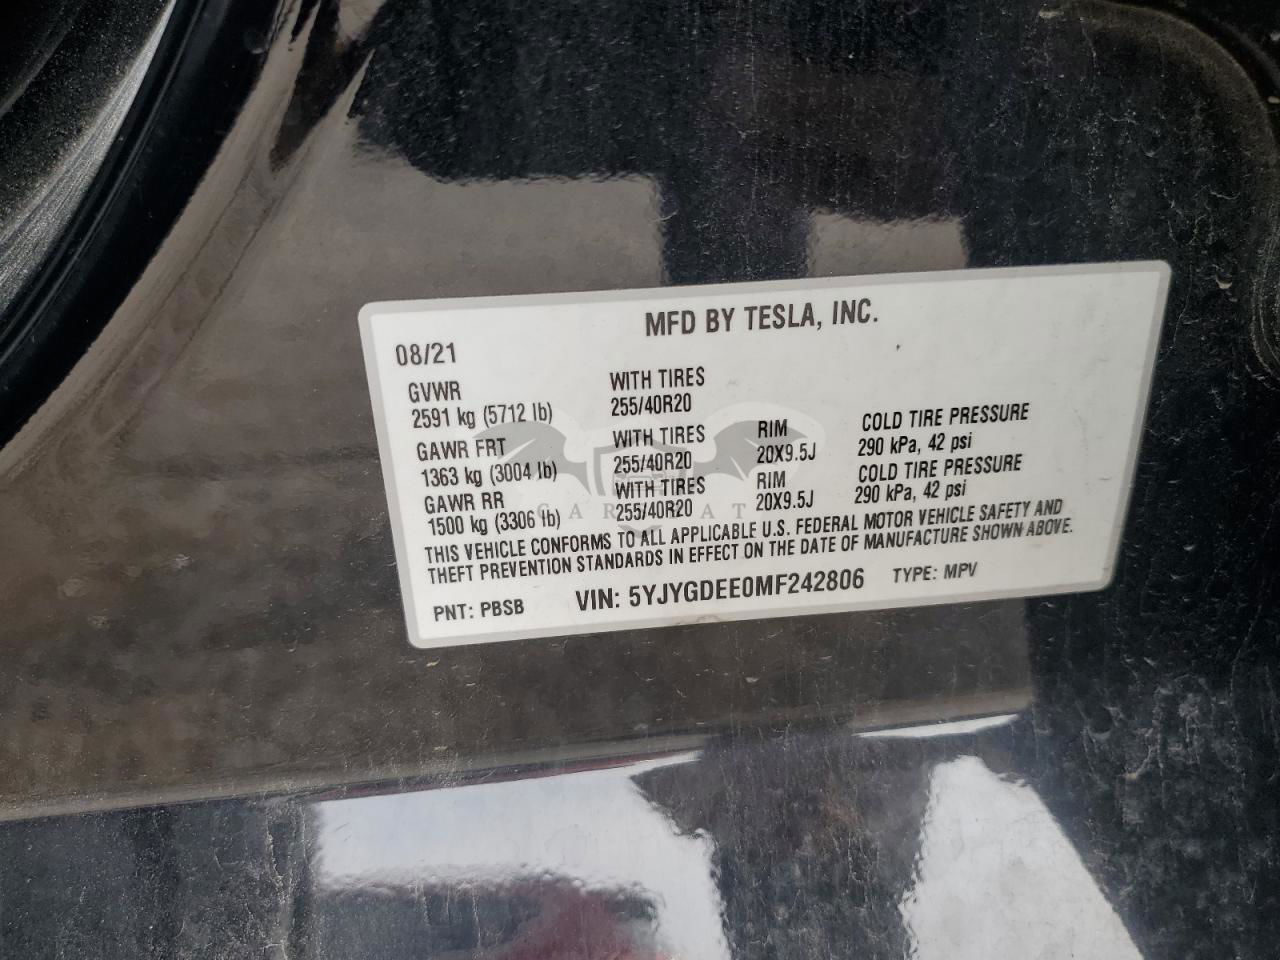 MFD BY TESLA, INC.
08/21
GVWR WITH TIRES
2591 kg (5712 lb) 255/40R20
GAWR FRT WITH TIRES RIM COLD TIRE PRESSURE
1363 kg (3004 lb) 255/40R20 20X9.5J 290 kPa, 42 psi
GAWR RR WITH TIRES RIM COLD TIRE PRESSURE
1500 kg (3306 lb) 255/40R20 20X9.5J 290 kPa, 42 psi
THIS VEHICLE CONFORMS TO ALL APPLICABLE U.S. FEDERAL MOTOR VEHICLE SAFETY AND
THEFT PREVENTION STANDARDS IN EFFECT ON THE DATE OF MANUFACTURE SHOWN ABOVE.
PNT: PBSB VIN: 5YJYGDEE0MF242806 TYPE: MPV